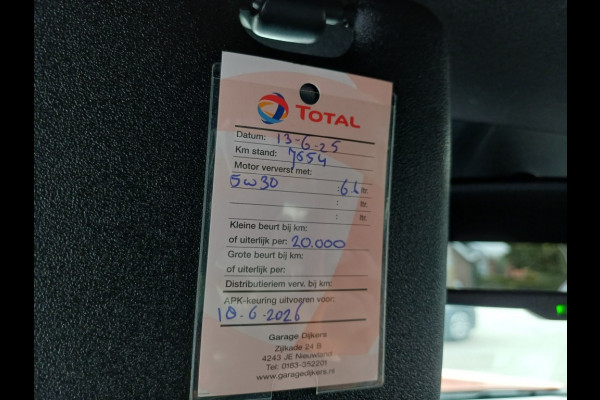 TOTAL
Datum: 13-6-25
Km stand: 7654
Motor ververst met:
5w30 : 6.6 ltr.
: ltr.
: ltr.
Kleine beurt bij km:
of uiterlijk per: 20.000
Grote beurt bij km:
of uiterlijk per:
Distributieriem verv. bij km:
APK-keuring uitvoeren voor:
10-6-2026
Garage Dijkers
Zijkade 24 B
4243 JE Nieuwland
Tel: 0183-352201
www.garagedijkers.nl